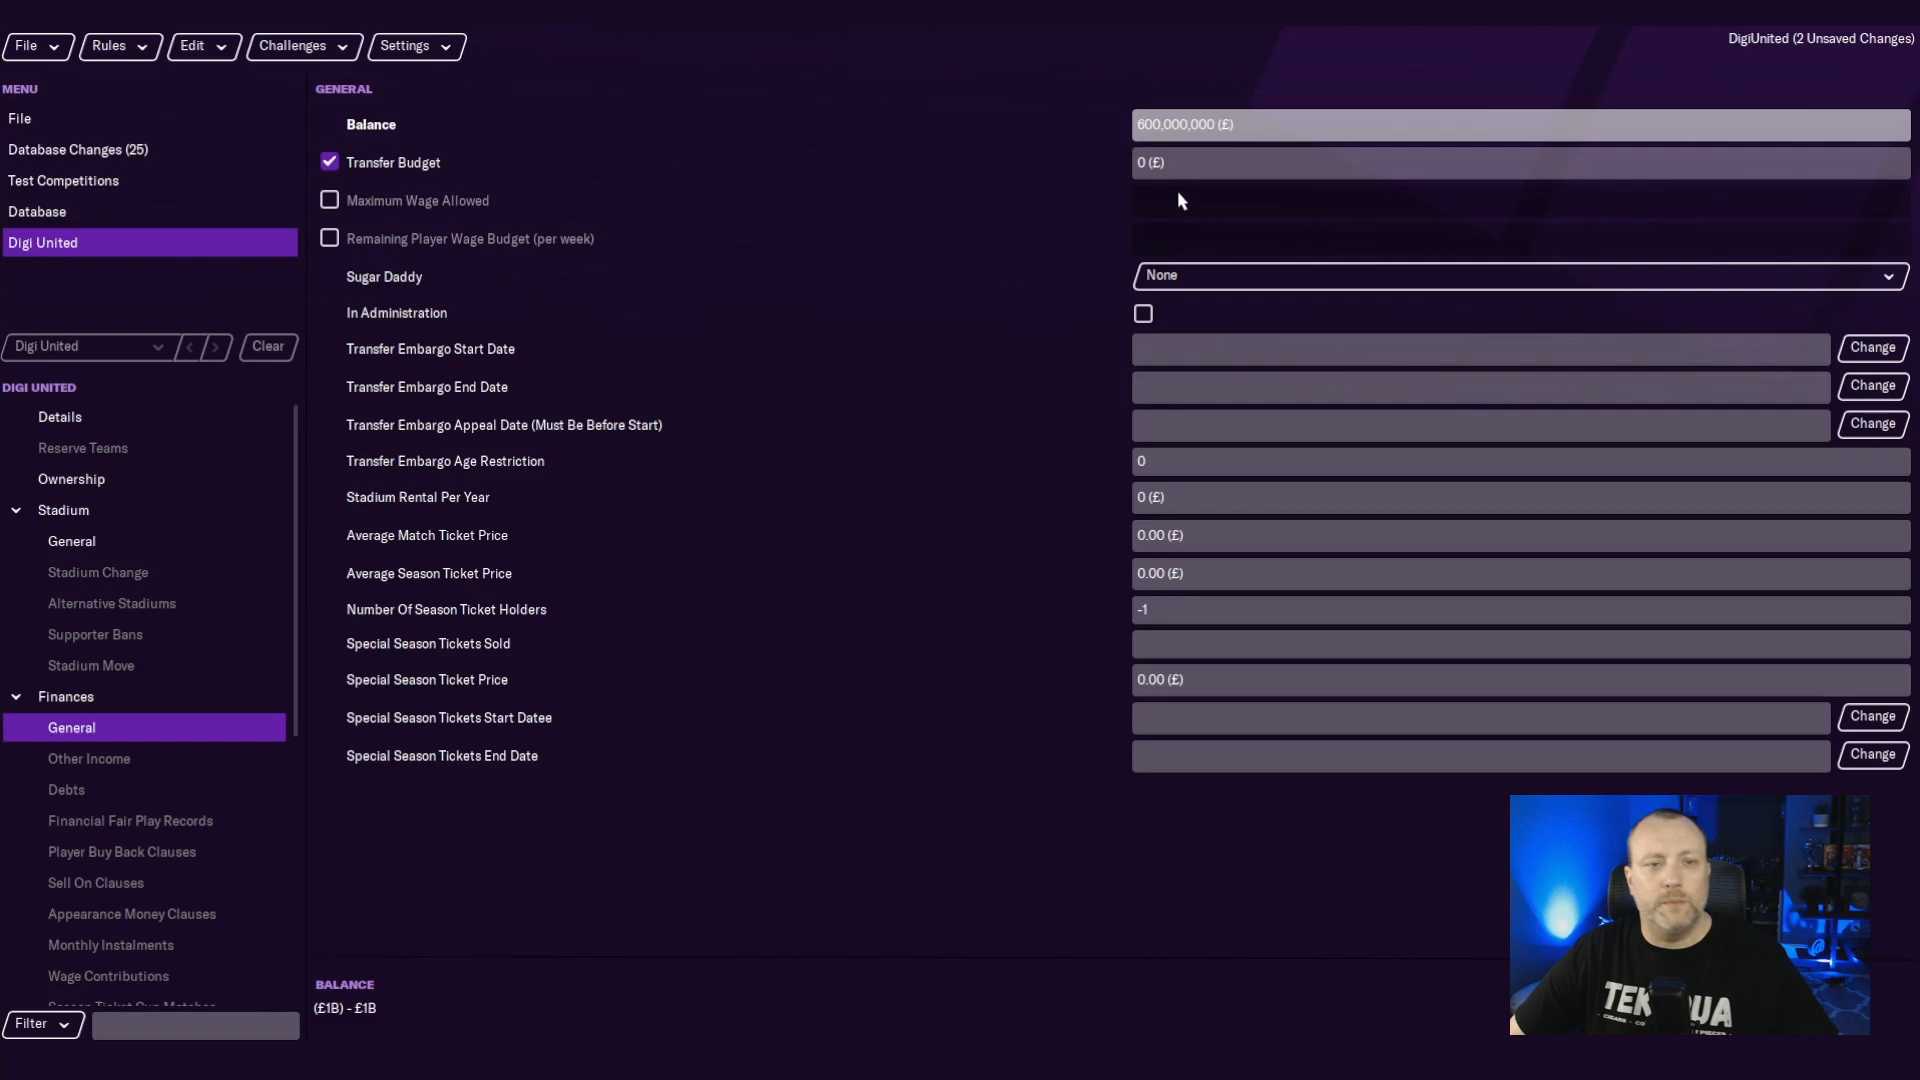 File
Rules
Edit
Challenges
Settings
DigiUnited (2 Unsaved Changes)
MENU
File
Database Changes (25)
Test Competitions
Database
Digi United
Digi United
Clear
DIGI UNITED
Details
Reserve Teams
Ownership
Stadium
General
Stadium Change
Alternative Stadiums
Supporter Bans
Stadium Move
Finances
General
Other Income
Debts
Financial Fair Play Records
Player Buy Back Clauses
Sell On Clauses
Appearance Money Clauses
Monthly Instalments
Wage Contributions
Season Ticket Cup Matches
Filter
GENERAL
Balance 600,000,000 (£)
Transfer Budget 0 (£)
Maximum Wage Allowed
Remaining Player Wage Budget (per week)
Sugar Daddy None
In Administration
Transfer Embargo Start Date Change
Transfer Embargo End Date Change
Transfer Embargo Appeal Date (Must Be Before Start) Change
Transfer Embargo Age Restriction 0
Stadium Rental Per Year 0 (£)
Average Match Ticket Price 0.00 (£)
Average Season Ticket Price 0.00 (£)
Number Of Season Ticket Holders -1
Special Season Tickets Sold
Special Season Ticket Price 0.00 (£)
Special Season Tickets Start Datee Change
Special Season Tickets End Date Change
BALANCE
(£1B) - £1B